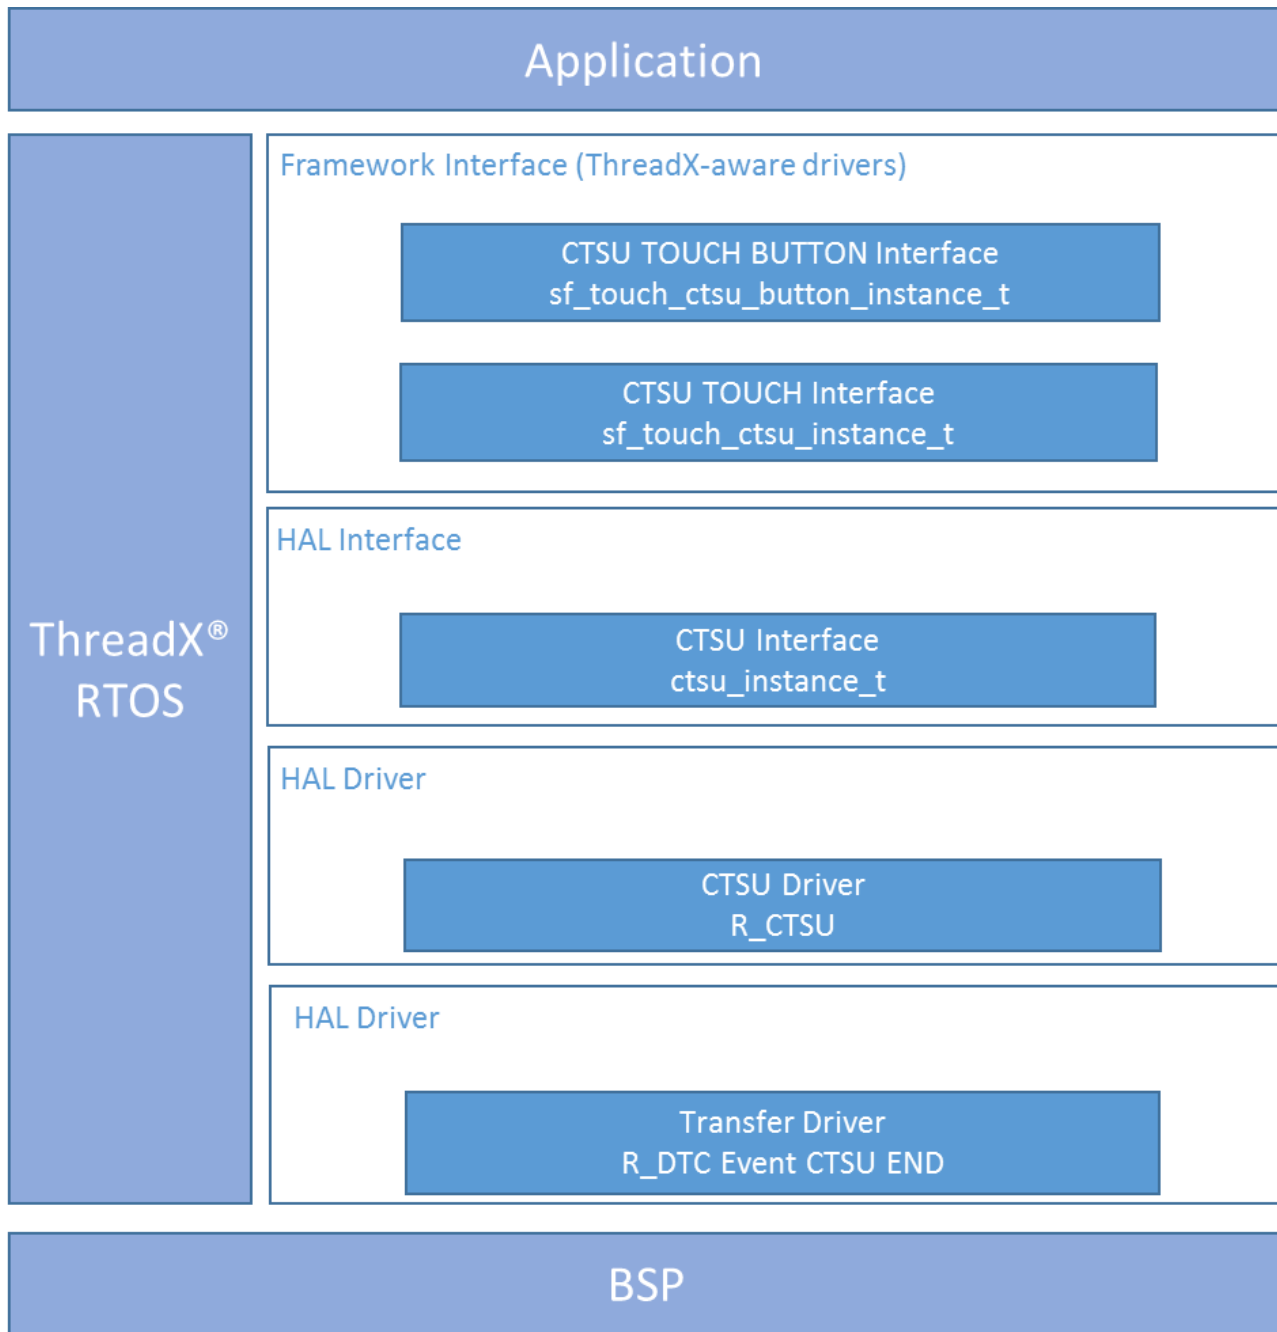 Application
ThreadX®
RTOS
Framework Interface (ThreadX-aware drivers)
CTSU TOUCH BUTTON Interface
sf_touch_ctsu_button_instance_t
CTSU TOUCH Interface
sf_touch_ctsu_instance_t
HAL Interface
CTSU Interface
ctsu_instance_t
HAL Driver
CTSU Driver
R_CTSU
HAL Driver
Transfer Driver
R_DTC Event CTSU END
BSP